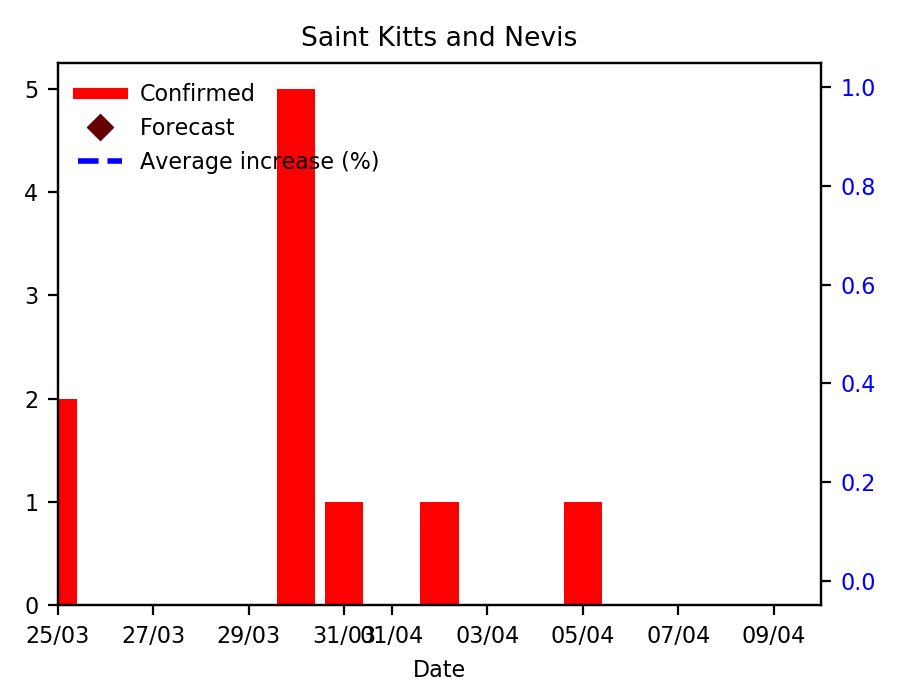 Saint Kitts and Nevis
Confirmed
Forecast
Average increase (%)
5
4
3
2
1
0
1.0
0.8
0.6
0.4
0.2
0.0
25/03 27/03 29/03 31/03 01/04 03/04 05/04 07/04 09/04
Date